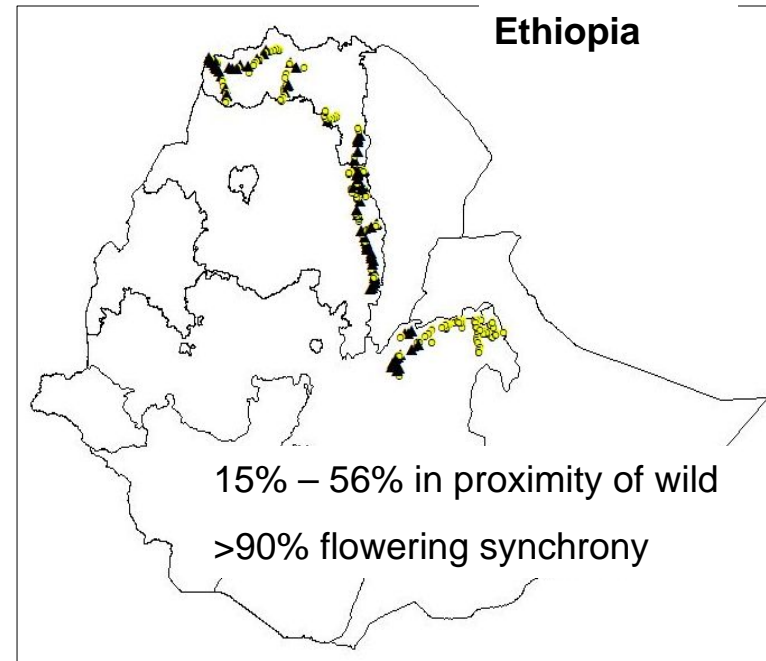 Ethiopia
15% – 56% in proximity of wild
>90% flowering synchrony